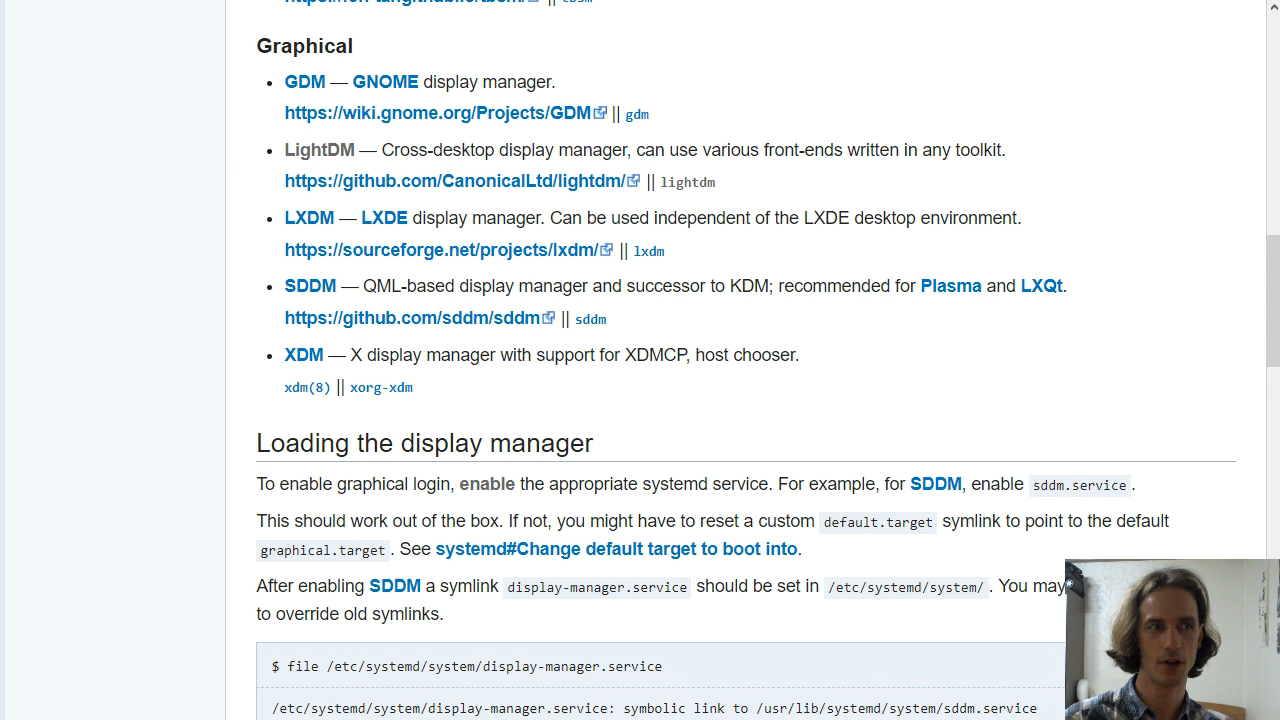 Graphical
GDM — GNOME display manager.
https://wiki.gnome.org/Projects/GDM || gdm
LightDM — Cross-desktop display manager, can use various front-ends written in any toolkit.
https://github.com/CanonicalLtd/lightdm/ || lightdm
LXDM — LXDE display manager. Can be used independent of the LXDE desktop environment.
https://sourceforge.net/projects/lxdm/ || lxdm
SDDM — QML-based display manager and successor to KDM; recommended for Plasma and LXQt.
https://github.com/sddm/sddm || sddm
XDM — X display manager with support for XDMCP, host chooser.
xdm(8) || xorg-xdm
Loading the display manager
To enable graphical login, enable the appropriate systemd service. For example, for SDDM, enable sddm.service.
This should work out of the box. If not, you might have to reset a custom default.target symlink to point to the default
graphical.target. See systemd#Change default target to boot into.
After enabling SDDM a symlink display-manager.service should be set in /etc/systemd/system/. You may
to override old symlinks.
$ file /etc/systemd/system/display-manager.service
/etc/systemd/system/display-manager.service: symbolic link to /usr/lib/systemd/system/sddm.service